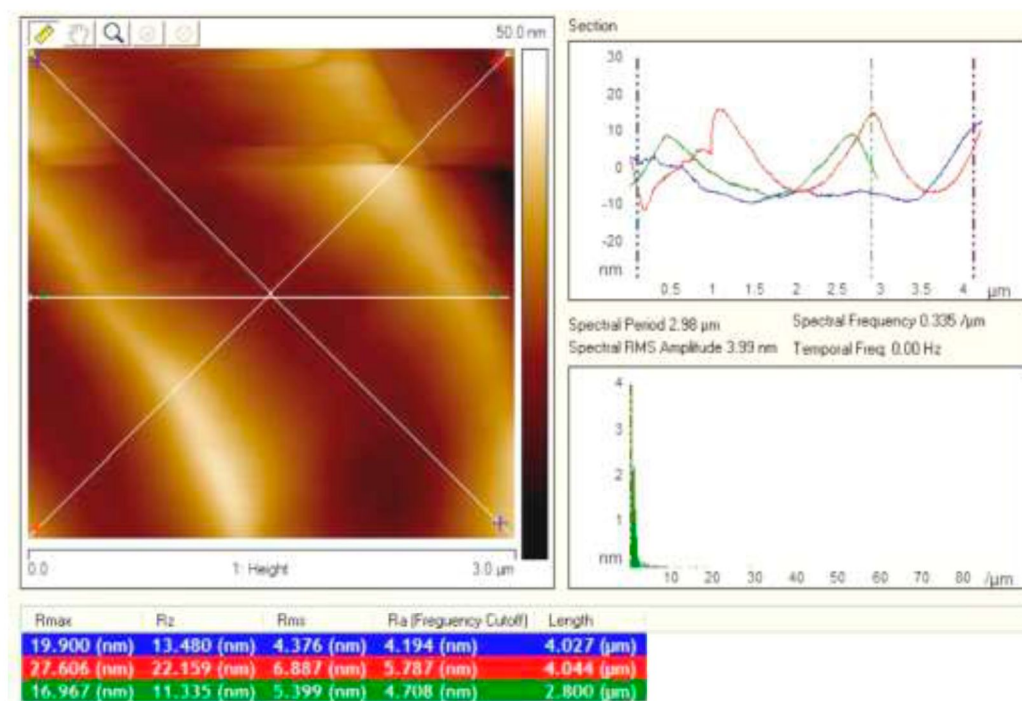 50.0 nm
0.0
1: Height
3.0 µm
Section
30
20
10
0
-10
-20
nm
0.5 1 1.5 2 2.5 3 3.5 4 µm
Spectral Period 2.98 µm Spectral Frequency 0.335 /µm
Spectral RMS Amplitude 3.99 nm Temporal Freq: 0.00 Hz
4
3
2
1
nm
10 20 30 40 50 60 70 80 /µm
Rmax Rz Rms Ra (Freguency Cutoff) Length
19.900 (nm) 13.480 (nm) 4.376 (nm) 4.194 (nm) 4.027 (µm)
27.606 (nm) 22.159 (nm) 6.887 (nm) 5.787 (nm) 4.044 (µm)
16.967 (nm) 11.335 (nm) 5.399 (nm) 4.708 (nm) 2.800 (µm)